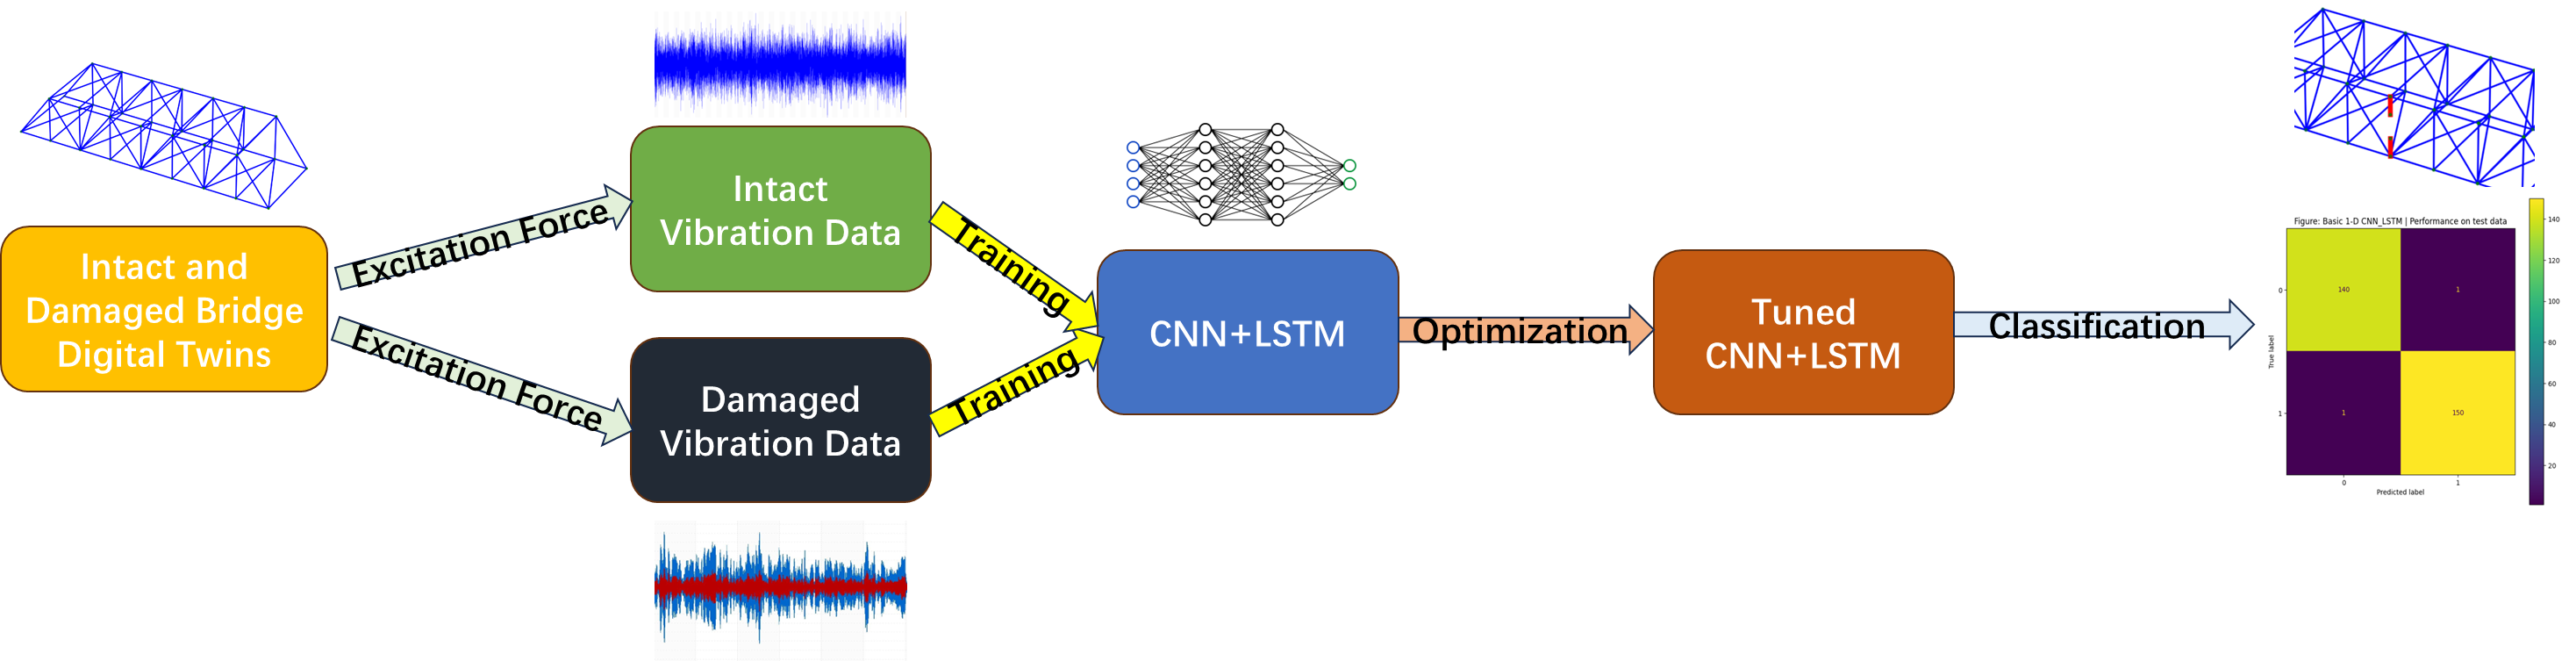 Intact and
Damaged Bridge
Digital Twins
Excitation Force
Excitation Force
Intact
Vibration Data
Damaged
Vibration Data
Training
Training
CNN+LSTM
Optimization
Tuned
CNN+LSTM
Classification
Figure: Basic 1-D CNN_LSTM | Performance on test data
True label
0
1
140
1
1
150
0
1
Predicted label
140
120
100
80
60
40
20